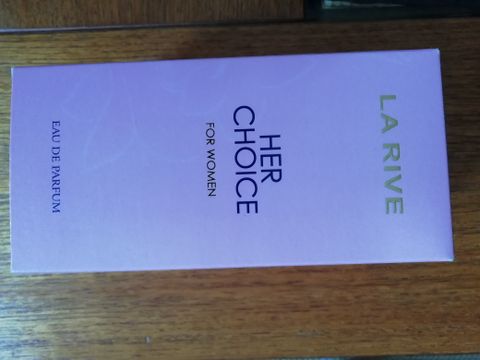 LA RIVE
HER
CHOICE
FOR WOMEN
EAU DE PARFUM